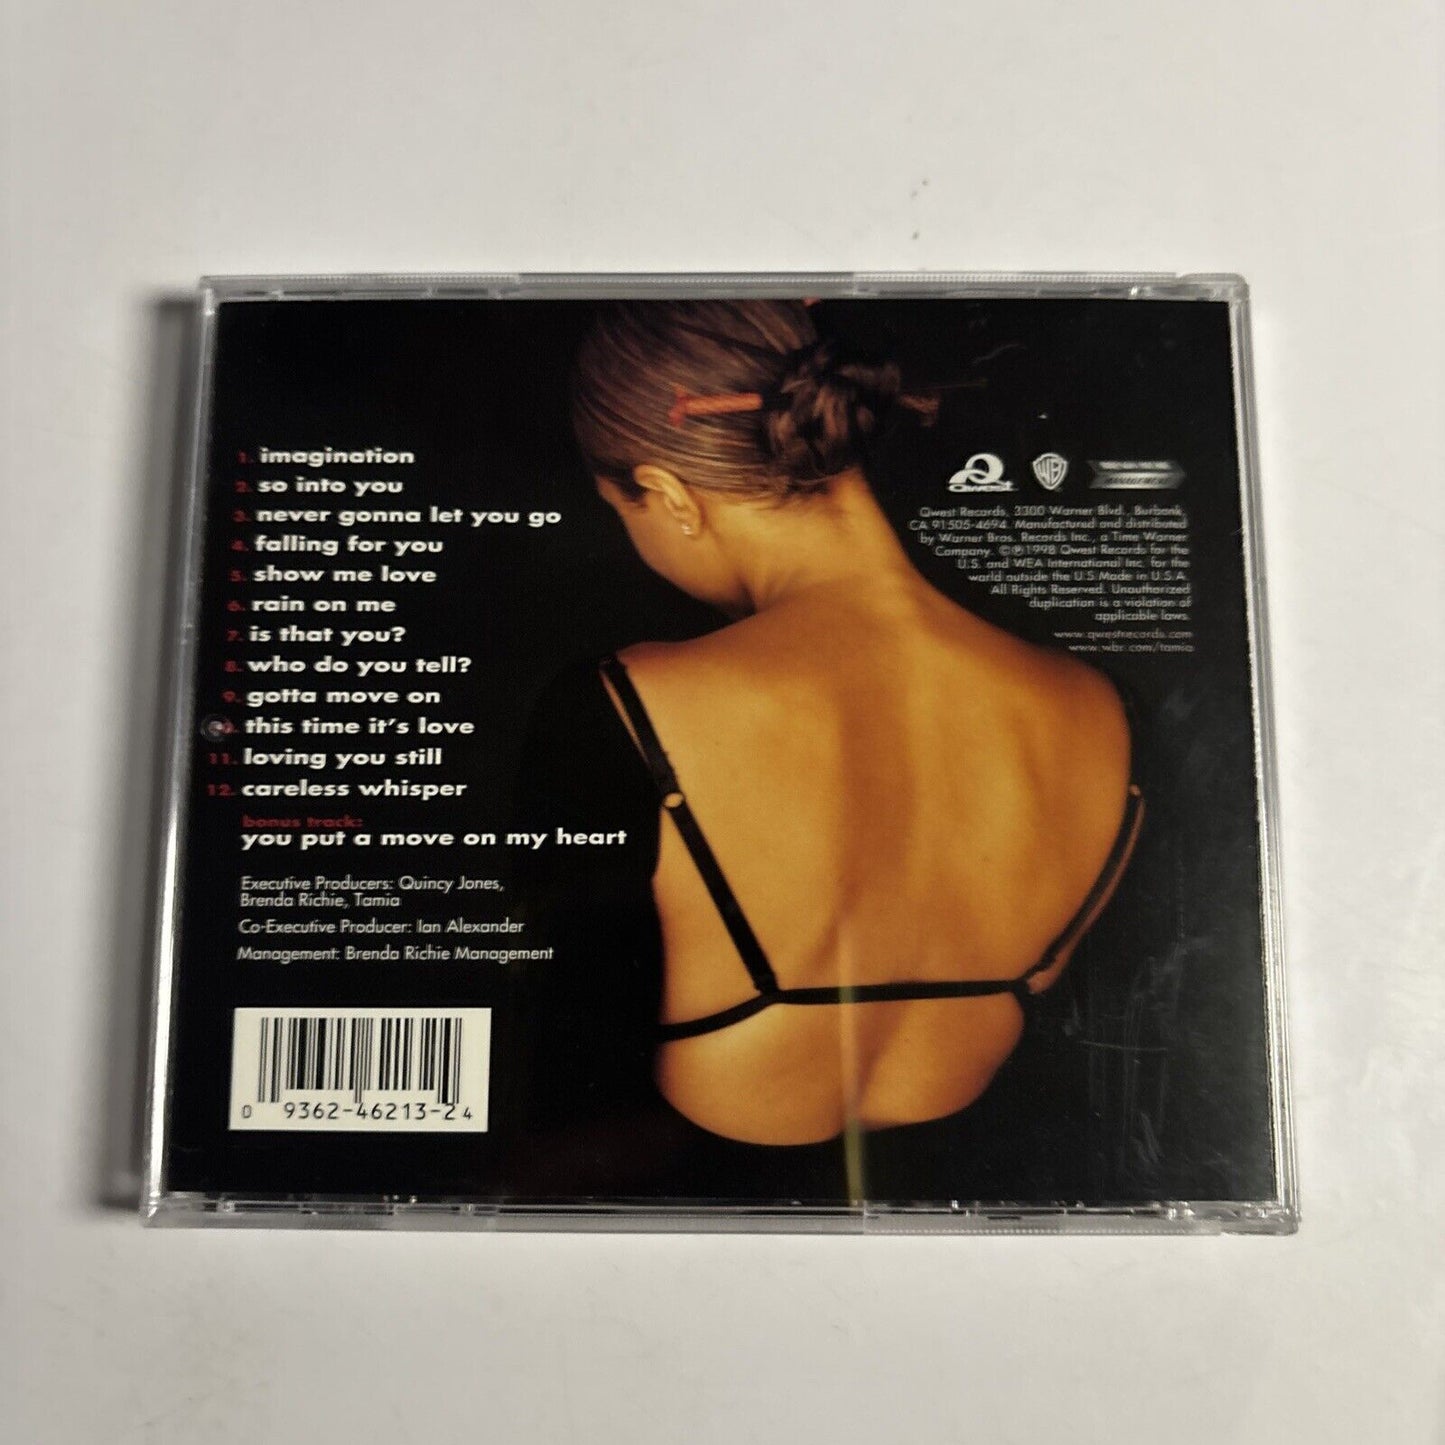 1. imagination
2. so into you
3. never gonna let you go
4. falling for you
5. show me love
6. rain on me
7. is that you?
8. who do you tell?
9. gotta move on
this time it's love
11. loving you still
12. careless whisper
bonus track:
you put a move on my heart
Executive Producers: Quincy Jones,
Brenda Richie, Tamia
Co-Executive Producer: Ian Alexander
Management: Brenda Richie Management
0 9362-46213-2 4
Qwest
WB
Qwest Records, 3300 Warner Blvd., Burbank,
CA 91505-4694. Manufactured and distributed
by Warner Bros. Records Inc., a Time Warner
Company. ©℗1998 Qwest Records for the
U.S. and WEA International Inc. for the
world outside the U.S. Made in U.S.A.
All Rights Reserved. Unauthorized
duplication is a violation of
applicable laws.
www.qwestrecords.com
www.wbr.com/tamia